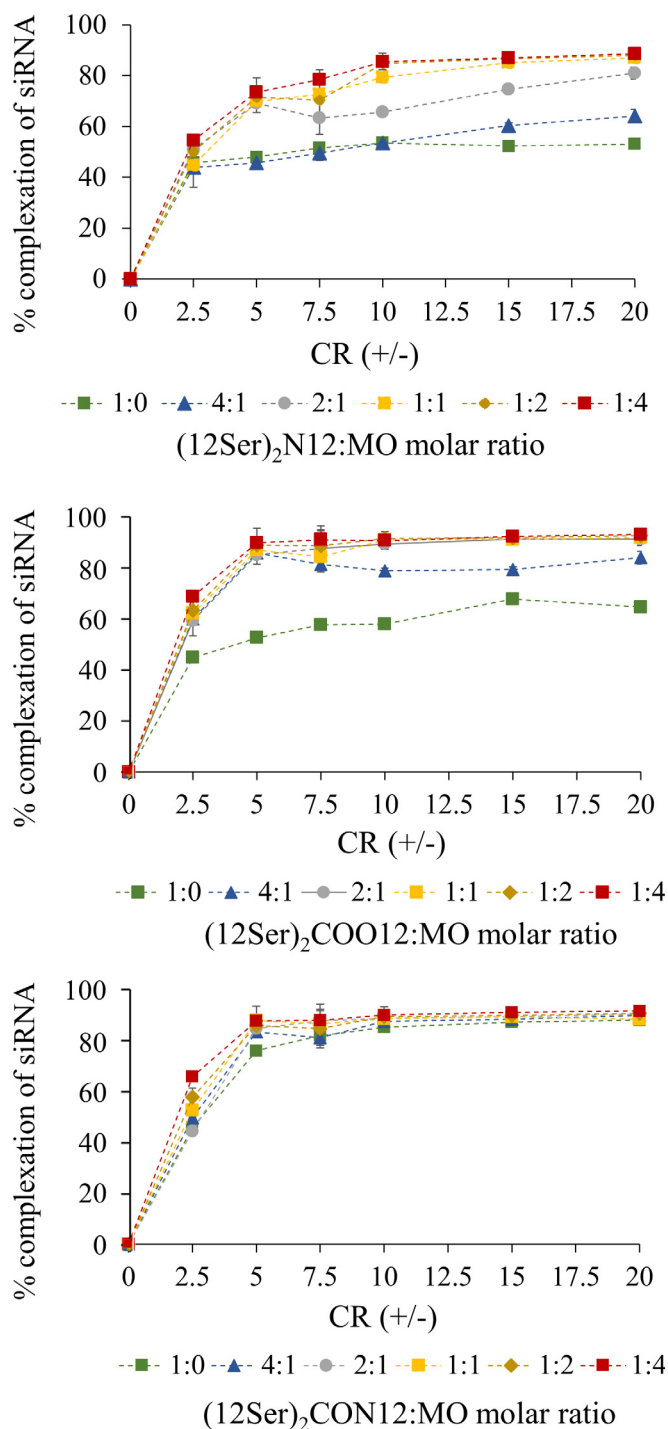 % complexation of siRNA
100
80
60
40
20
0
0 2.5 5 7.5 10 12.5 15 17.5 20
CR (+/-)
1:0 4:1 2:1 1:1 1:2 1:4
(12Ser)₂N12:MO molar ratio
% complexation of siRNA
100
80
60
40
20
0
0 2.5 5 7.5 10 12.5 15 17.5 20
CR (+/-)
1:0 4:1 2:1 1:1 1:2 1:4
(12Ser)₂COO12:MO molar ratio
% complexation of siRNA
100
80
60
40
20
0
0 2.5 5 7.5 10 12.5 15 17.5 20
CR (+/-)
1:0 4:1 2:1 1:1 1:2 1:4
(12Ser)₂CON12:MO molar ratio